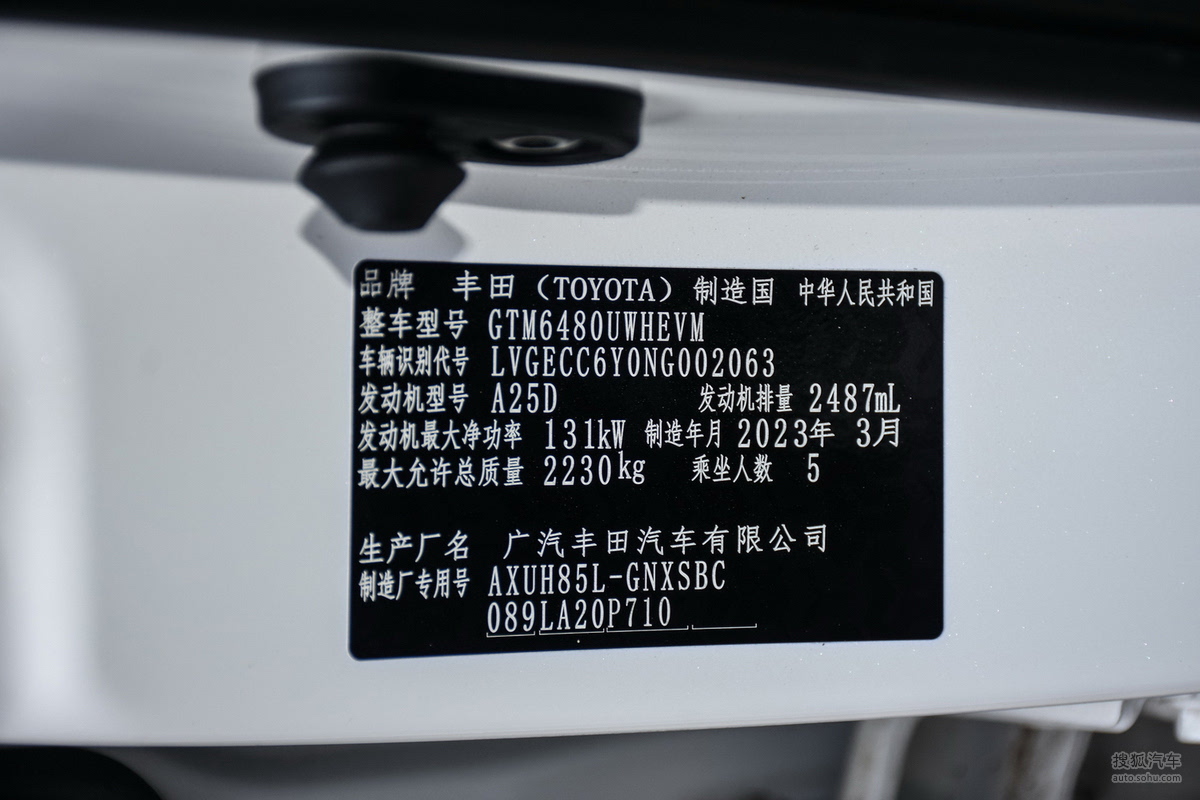 品牌 丰田（TOYOTA）制造国 中华人民共和国
整车型号 GTM6480UWHEVM
车辆识别代号 LVGECC6Y0NG002063
发动机型号 A25D 发动机排量 2487mL
发动机最大净功率 131kW 制造年月 2023年 3月
最大允许总质量 2230kg 乘坐人数 5
生产厂名 广汽丰田汽车有限公司
制造厂专用号 AXUH85L-GNXSBC
089LA20P710
搜狐汽车
auto.sohu.com